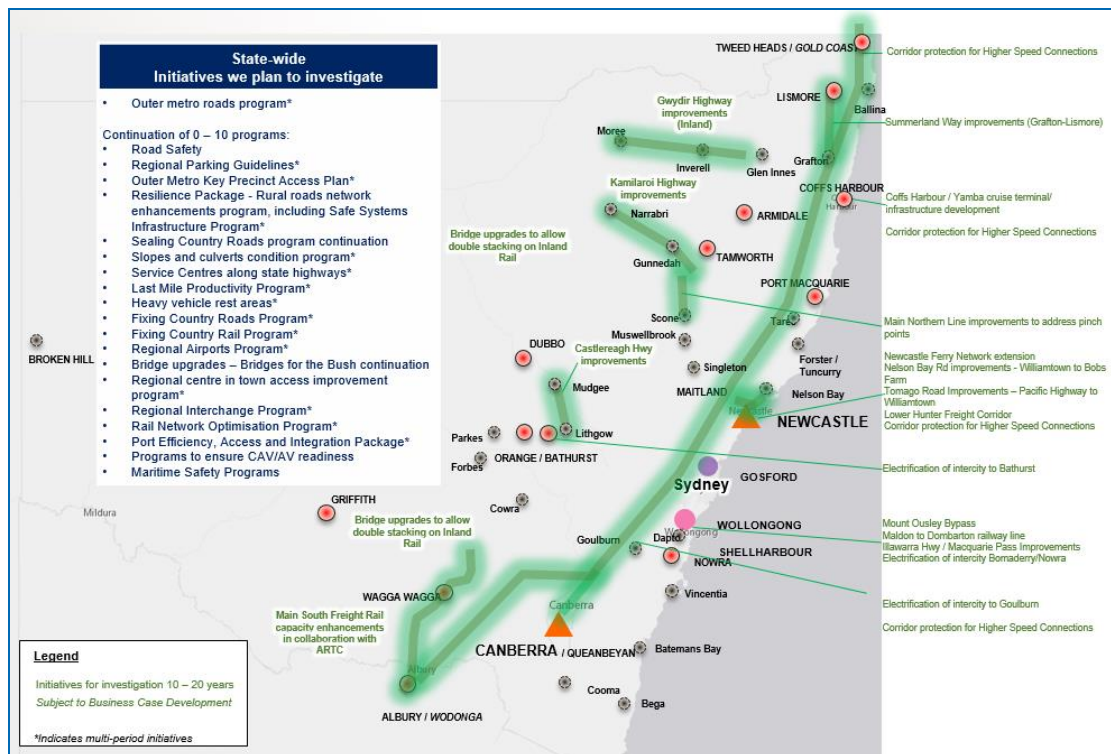 State-wide
Initiatives we plan to investigate
• Outer metro roads program*
Continuation of 0 – 10 programs:
• Road Safety
• Regional Parking Guidelines*
• Outer Metro Key Precinct Access Plan*
• Resilience Package - Rural roads network
enhancements program, including Safe Systems
Infrastructure Program*
• Sealing Country Roads program continuation
• Slopes and culverts condition program*
• Service Centres along state highways*
• Last Mile Productivity Program*
• Heavy vehicle rest areas*
• Fixing Country Roads Program*
• Fixing Country Rail Program*
• Regional Airports Program*
• Bridge upgrades – Bridges for the Bush continuation
• Regional centre in town access improvement
program*
• Regional Interchange Program*
• Rail Network Optimisation Program*
• Port Efficiency, Access and Integration Package*
• Programs to ensure CAV/AV readiness
• Maritime Safety Programs
TWEED HEADS / GOLD COAST
LISMORE
Ballina
Gwydir Highway
improvements
(Inland)
Moree
Inverell
Glen Innes
Grafton
COFFS HARBOUR
Harbour
Kamilaroi Highway
improvements
Narrabri
ARMIDALE
Bridge upgrades to allow
double stacking on Inland
Rail
Gunnedah
TAMWORTH
PORT MACQUARIE
Scone
Taree
Muswellbrook
BROKEN HILL
DUBBO
Castlereagh Hwy
improvements
Singleton
Forster /
Tuncurry
Mudgee
MAITLAND
Nelson Bay
Newcastle
NEWCASTLE
Parkes
Lithgow
ORANGE / BATHURST
Forbes
Sydney
GOSFORD
Cowra
GRIFFITH
Mildura
Bridge upgrades to allow
double stacking on Inland
Rail
WOLLONGONG
Wollongong
Goulburn
Dapto
SHELLHARBOUR
NOWRA
WAGGA WAGGA
Vincentia
Canberra
Main South Freight Rail
capacity enhancements
in collaboration with
ARTC
CANBERRA / QUEANBEYAN
Batemans Bay
Albury
Cooma
Bega
ALBURY / WODONGA
Corridor protection for Higher Speed Connections
Summerland Way improvements (Grafton-Lismore)
Coffs Harbour / Yamba cruise terminal/
infrastructure development
Corridor protection for Higher Speed Connections
Main Northern Line improvements to address pinch
points
Newcastle Ferry Network extension
Nelson Bay Rd improvements - Williamtown to Bobs
Farm
Tomago Road Improvements – Pacific Highway to
Williamtown
Lower Hunter Freight Corridor
Corridor protection for Higher Speed Connections
Electrification of intercity to Bathurst
Mount Ousley Bypass
Maldon to Dombarton railway line
Illawarra Hwy / Macquarie Pass Improvements
Electrification of intercity Bomaderry/Nowra
Electrification of intercity to Goulburn
Corridor protection for Higher Speed Connections
Legend
Initiatives for investigation 10 – 20 years
Subject to Business Case Development
*Indicates multi-period initiatives